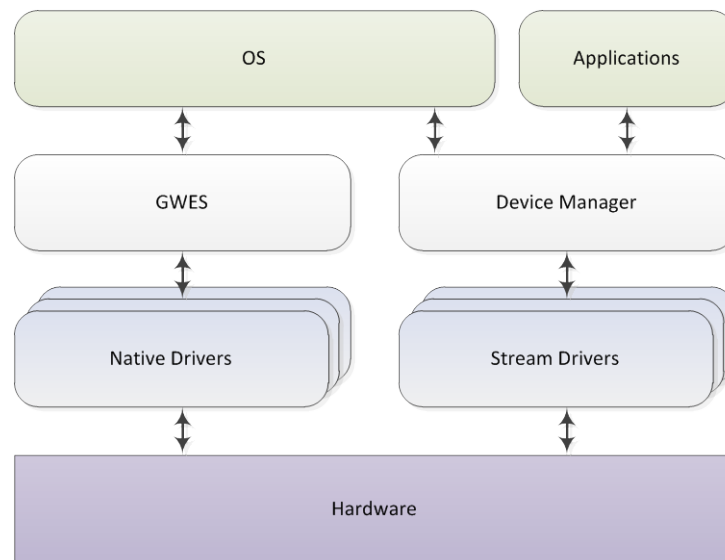 OS
Applications
GWES
Device Manager
Native Drivers
Stream Drivers
Hardware